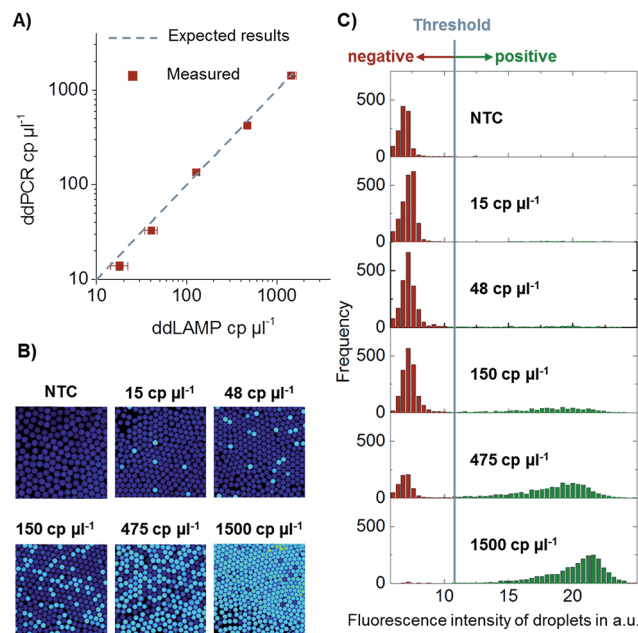 A)
Expected results
Measured
1000
100
10
ddPCR cp µl⁻¹
10
100
1000
ddLAMP cp µl⁻¹
B)
NTC
15 cp µl⁻¹
48 cp µl⁻¹
150 cp µl⁻¹
475 cp µl⁻¹
1500 cp µl⁻¹
C)
Threshold
negative
positive
500
0
NTC
500
0
15 cp µl⁻¹
500
0
48 cp µl⁻¹
500
0
150 cp µl⁻¹
500
0
475 cp µl⁻¹
500
0
1500 cp µl⁻¹
Frequency
10
15
20
Fluorescence intensity of droplets in a.u.